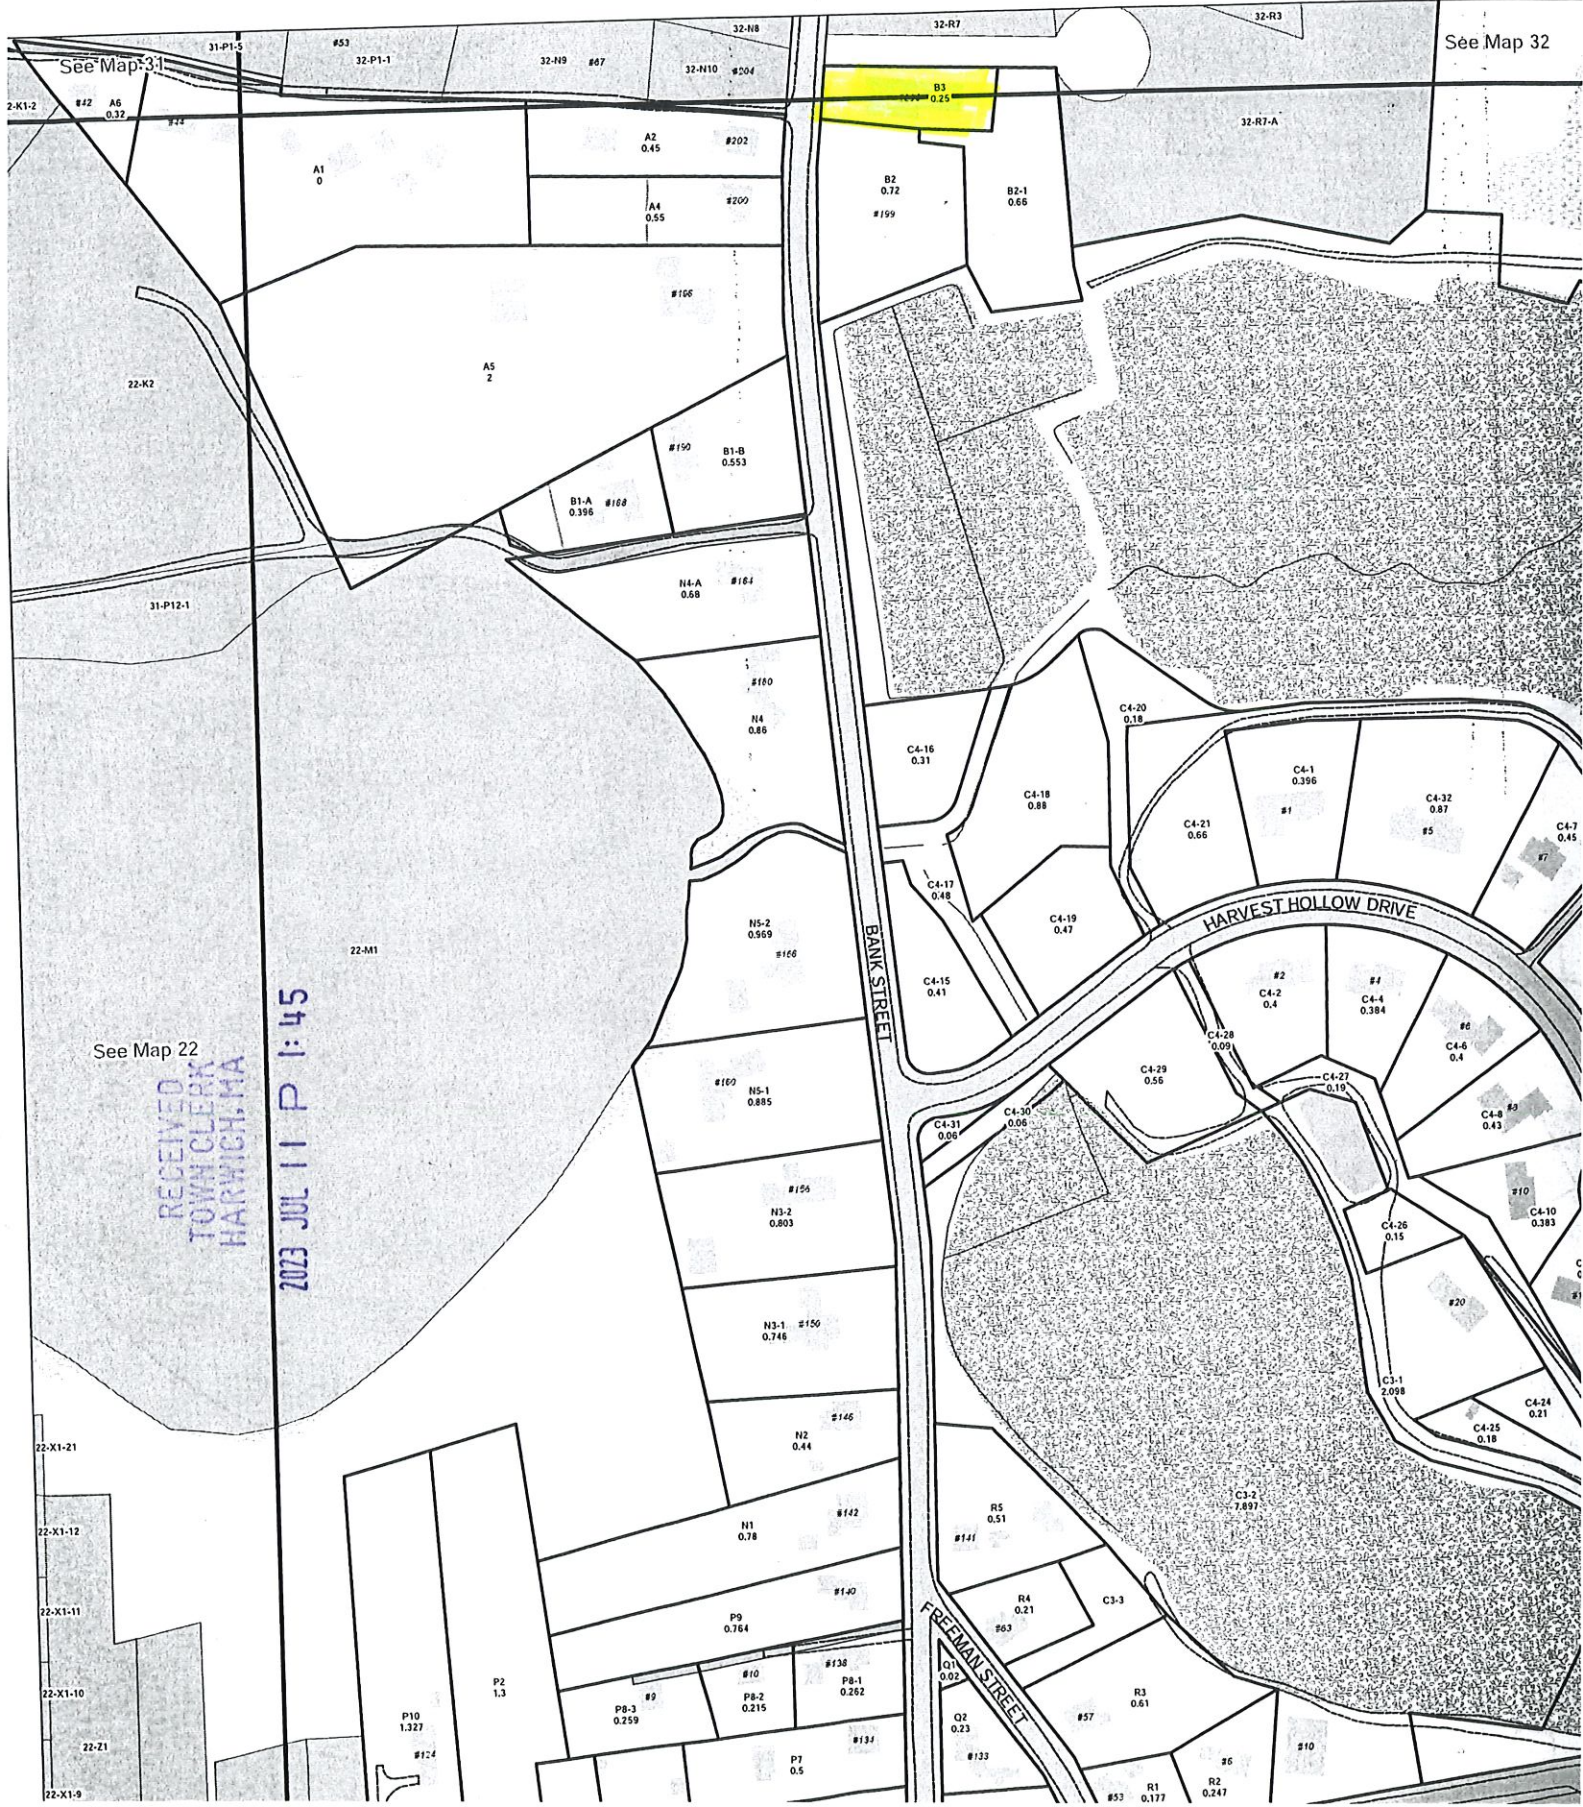 32-N8
32-R7
32-R3
31-P1-5
#53
32-P1-1
32-N9 #67
32-N10 #204
See Map 31
See Map 32
B3
0.25
2-K1-2
#42
A6
0.32
#44
32-R7-A
A2
0.45
#202
A1
0
A4
0.55
#200
B2
0.72
#199
B2-1
0.66
A5
2
22-K2
#190
B1-B
0.553
B1-A
0.396
31-P12-1
N4-A
0.68
N4
0.86
C4-20
0.18
C4-16
0.31
C4-18
0.88
C4-1
0.396
#1
C4-32
0.87
#5
C4-21
0.66
C4-7
0.45
#7
C4-17
0.48
C4-19
0.47
HARVEST HOLLOW DRIVE
BANK STREET
N5-2
0.969
22-M1
C4-15
0.41
#2
C4-2
0.4
#4
C4-4
0.384
#6
C4-6
0.4
C4-28
0.09
C4-29
0.56
C4-27
0.19
See Map 22
RECEIVED
TOWN CLERK
HARWICH, MA
2023 JUL 11 P 1:45
N5-1
0.885
C4-30
0.06
C4-31
0.06
C4-8
0.43
N3-2
0.803
#10
C4-10
0.383
C4-26
0.15
#20
N3-1
0.746
#150
C3-1
2.098
C4-24
0.21
C4-25
0.18
N2
0.44
#146
22-X1-21
C3-2
7.897
22-X1-12
N1
0.78
#142
R5
0.51
#141
22-X1-11
#140
P9
0.764
R4
0.21
#63
C3-3
FREEMAN STREET
22-X1-10
P2
1.3
P10
1.327
#124
P8-3
0.259
#9
#10
P8-2
0.215
#138
P8-1
0.262
Q1
0.02
R3
0.61
#57
Q2
0.23
#133
22-Z1
P7
0.5
#134
#6
#10
R2
0.247
R1
0.177
#53
22-X1-9